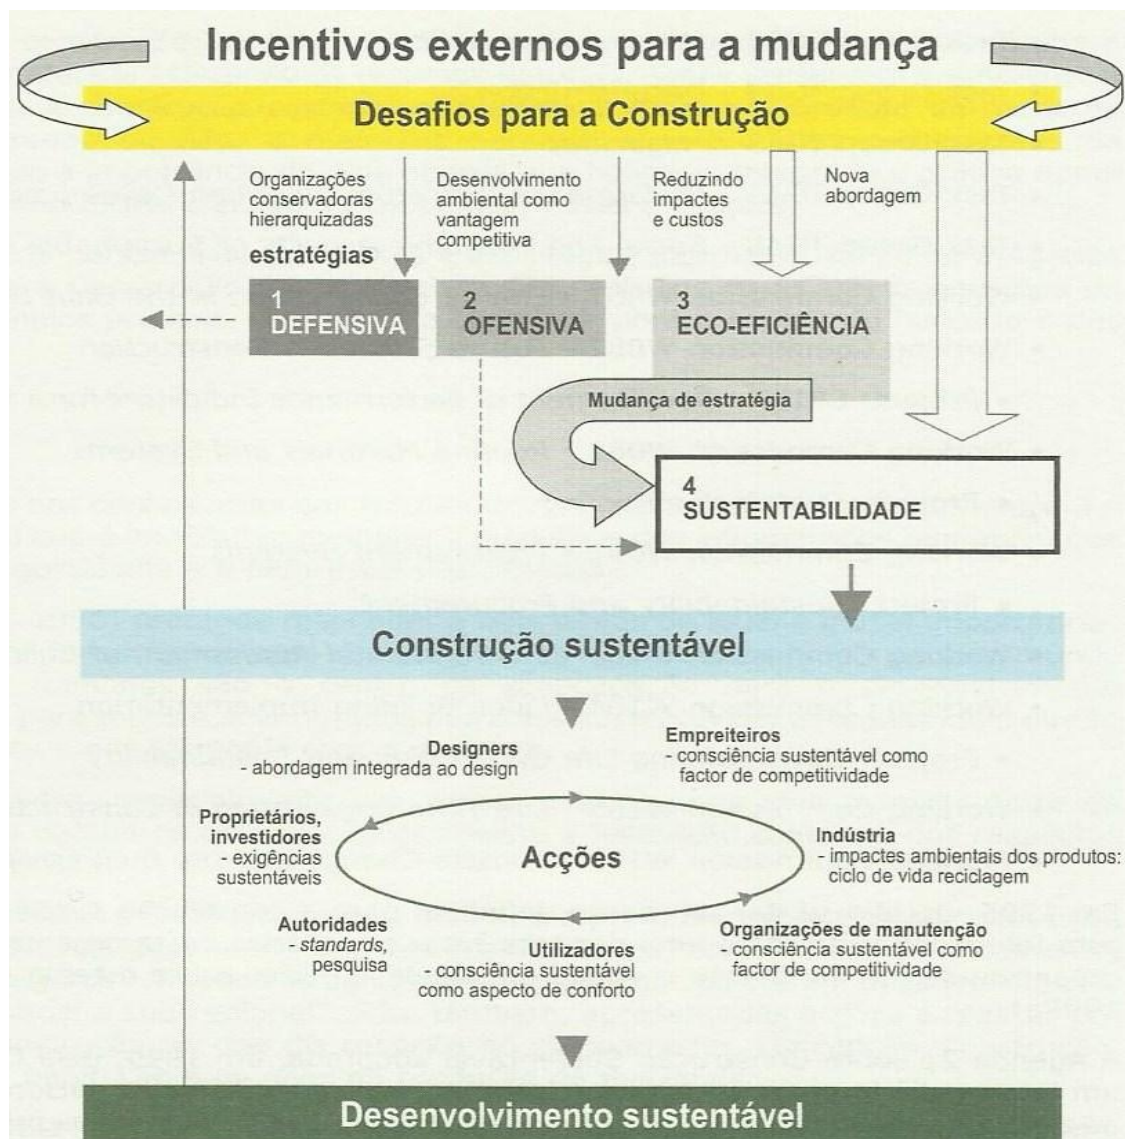 Incentivos externos para a mudança
Desafios para a Construção
Organizações
conservadoras
hierarquizadas
estratégias
Desenvolvimento
ambiental como
vantagem
competitiva
Reduzindo
impactes
e custos
Nova
abordagem
1
DEFENSIVA
2
OFENSIVA
3
ECO-EFICIÊNCIA
Mudança de estratégia
4
SUSTENTABILIDADE
Construção sustentável
Designers
- abordagem integrada ao design
Empreiteiros
- consciência sustentável como
factor de competitividade
Proprietários,
investidores
- exigências
sustentáveis
Acções
Indústria
- impactes ambientais dos produtos:
ciclo de vida reciclagem
Autoridades
- standards,
pesquisa
Utilizadores
- consciência sustentável
como aspecto de conforto
Organizações de manutenção
- consciência sustentável como
factor de competitividade
Desenvolvimento sustentável